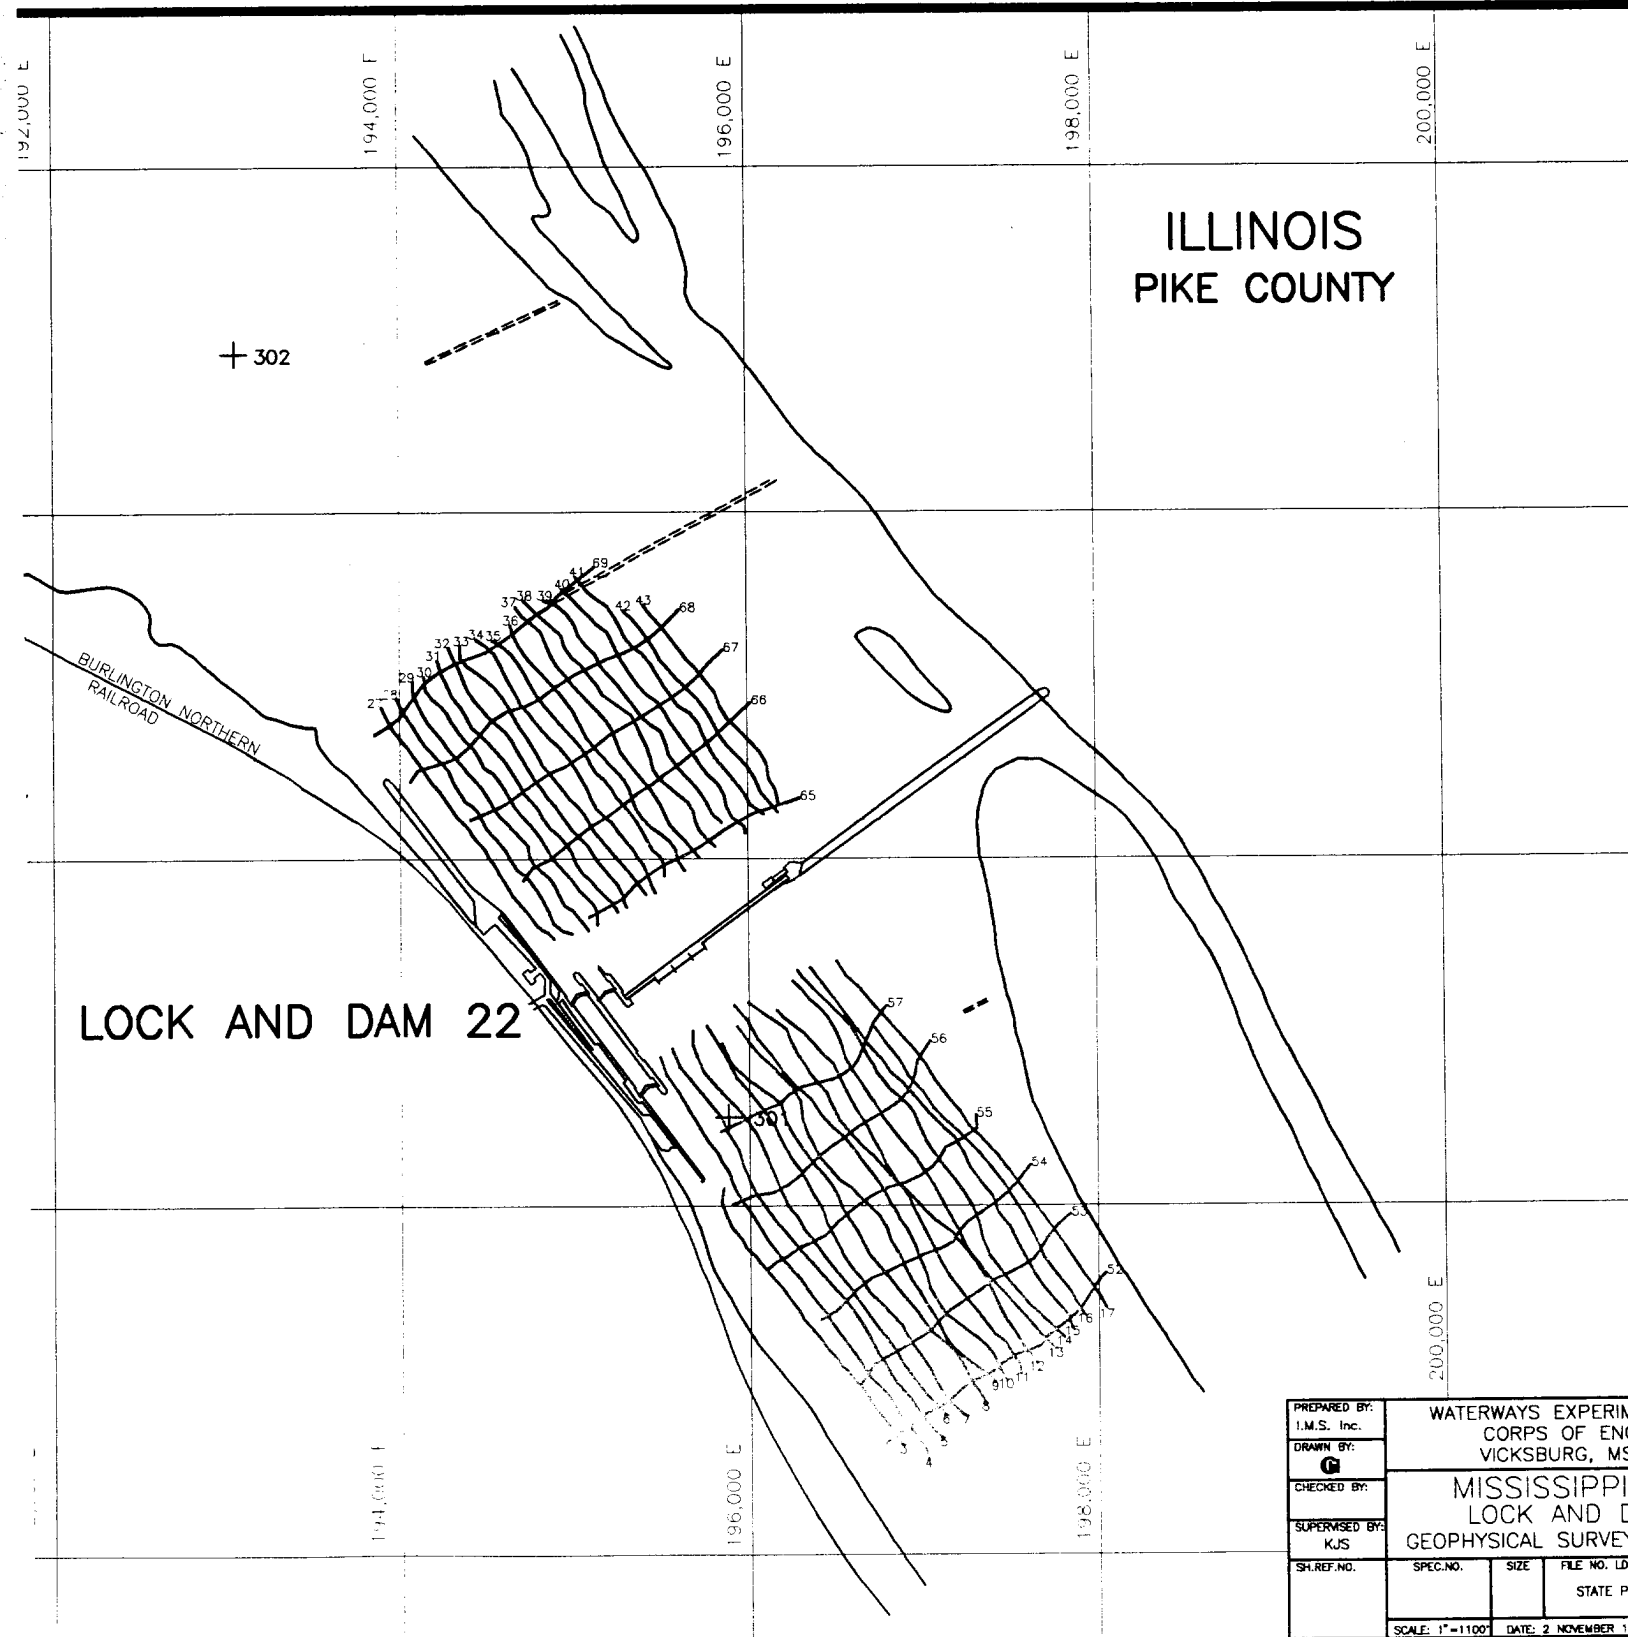 192,000 E
194,000 E
196,000 E
198,000 E
200,000 E
ILLINOIS
PIKE COUNTY
302
69
41
40
39
38
37
43
42
68
36
35
34
33
32
31
30
29
67
66
65
BURLINGTON NORTHERN
RAILROAD
LOCK AND DAM 22
57
56
301
55
54
53
52
17
16
15
14
13
12
11
10
9
8
7
6
5
4
3
200,000 E
194,000 E
196,000 E
198,000 E
PREPARED BY:
I.M.S. Inc.
DRAWN BY:
CHECKED BY:
SUPERVISED BY:
KJS
SH.REF.NO.
WATERWAYS EXPERIM
CORPS OF ENG
VICKSBURG, MS
MISSISSIPPI
LOCK AND D
GEOPHYSICAL SURVEY
SPEC.NO.
SIZE
FILE NO. LD
STATE P
SCALE: 1"=1100'
DATE: 2 NOVEMBER 1